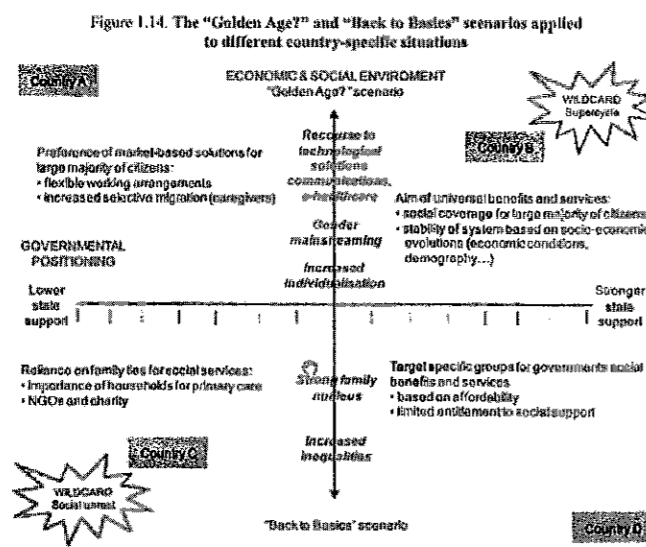 Figure 1.14. The "Golden Age?" and "Back to Basics" scenarios applied
to different country-specific situations
Country A
ECONOMIC & SOCIAL ENVIROMENT
"Golden Age?" scenario
WILDCARD
Supercycle
Country B
Recourse to
technological
solutions
communications,
e-healthcare
Preference of market-based solutions for
large majority of citizens:
• flexible working arrangements
• increased selective migration (caregivers)
Aim of universal benefits and services:
• social coverage for large majority of citizens
• stability of system based on socio-economic
evolutions (economic conditions,
demography...)
Gender
mainstreaming
GOVERNMENTAL
POSITIONING
Increased
individualisation
Lower
state
support
Stronger
state
support
Reliance on family ties for social services:
• Importance of households for primary care
• NGOs and charity
Strong family
nucleus
Target specific groups for governments social
benefits and services
• based on affordability
• limited entitlement to social support
Increased
inequalities
Country C
WILDCARD
Social unrest
"Back to Basics" scenario
Country D